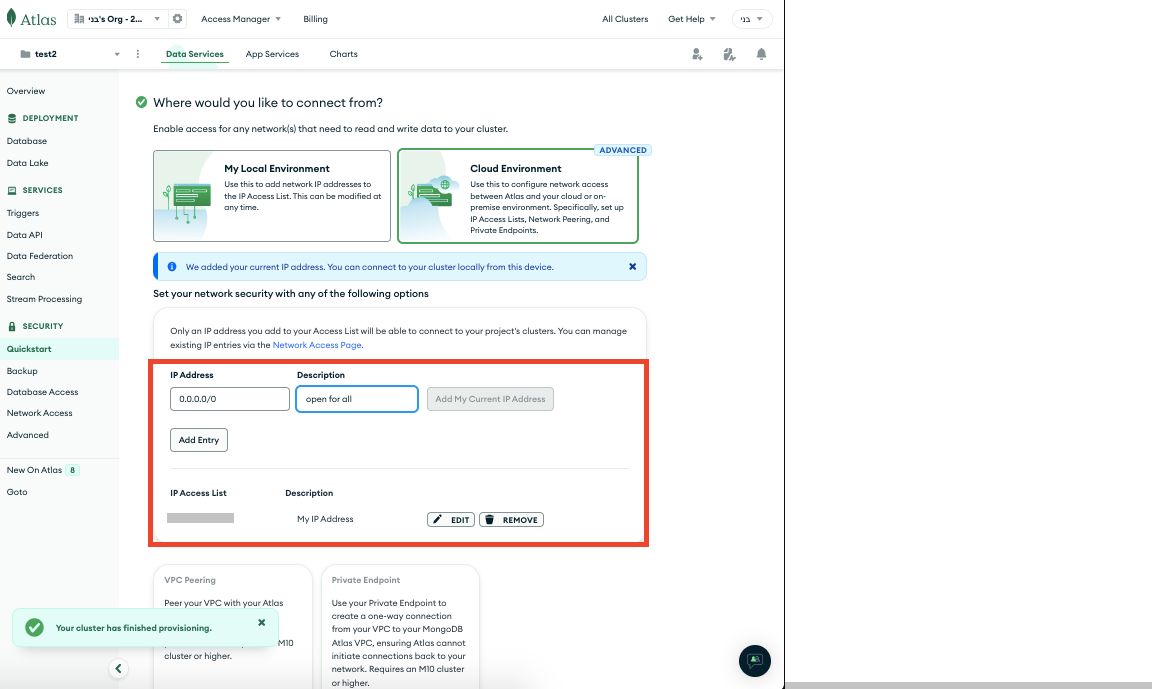 Atlas
בני's Org - 2...
Access Manager
Billing
All Clusters
Get Help
בני
test2
Data Services
App Services
Charts
Overview
DEPLOYMENT
Database
Data Lake
SERVICES
Triggers
Data API
Data Federation
Search
Stream Processing
SECURITY
Quickstart
Backup
Database Access
Network Access
Advanced
New On Atlas 8
Goto
Where would you like to connect from?
Enable access for any network(s) that need to read and write data to your cluster.
My Local Environment
Use this to add network IP addresses to
the IP Access List. This can be modified at
any time.
ADVANCED
Cloud Environment
Use this to configure network access
between Atlas and your cloud or on-
premise environment. Specifically, set up
IP Access Lists, Network Peering, and
Private Endpoints.
We added your current IP address. You can connect to your cluster locally from this device.
Set your network security with any of the following options
Only an IP address you add to your Access List will be able to connect to your project's clusters. You can manage
existing IP entries via the Network Access Page.
IP Address
Description
0.0.0.0/0
open for all
Add My Current IP Address
Add Entry
IP Access List
Description
My IP Address
EDIT
REMOVE
VPC Peering
Peer your VPC with your Atlas
M10
cluster or higher.
Private Endpoint
Use your Private Endpoint to
create a one-way connection
from your VPC to your MongoDB
Atlas VPC, ensuring Atlas cannot
initiate connections back to your
network. Requires an M10 cluster
or higher.
Your cluster has finished provisioning.